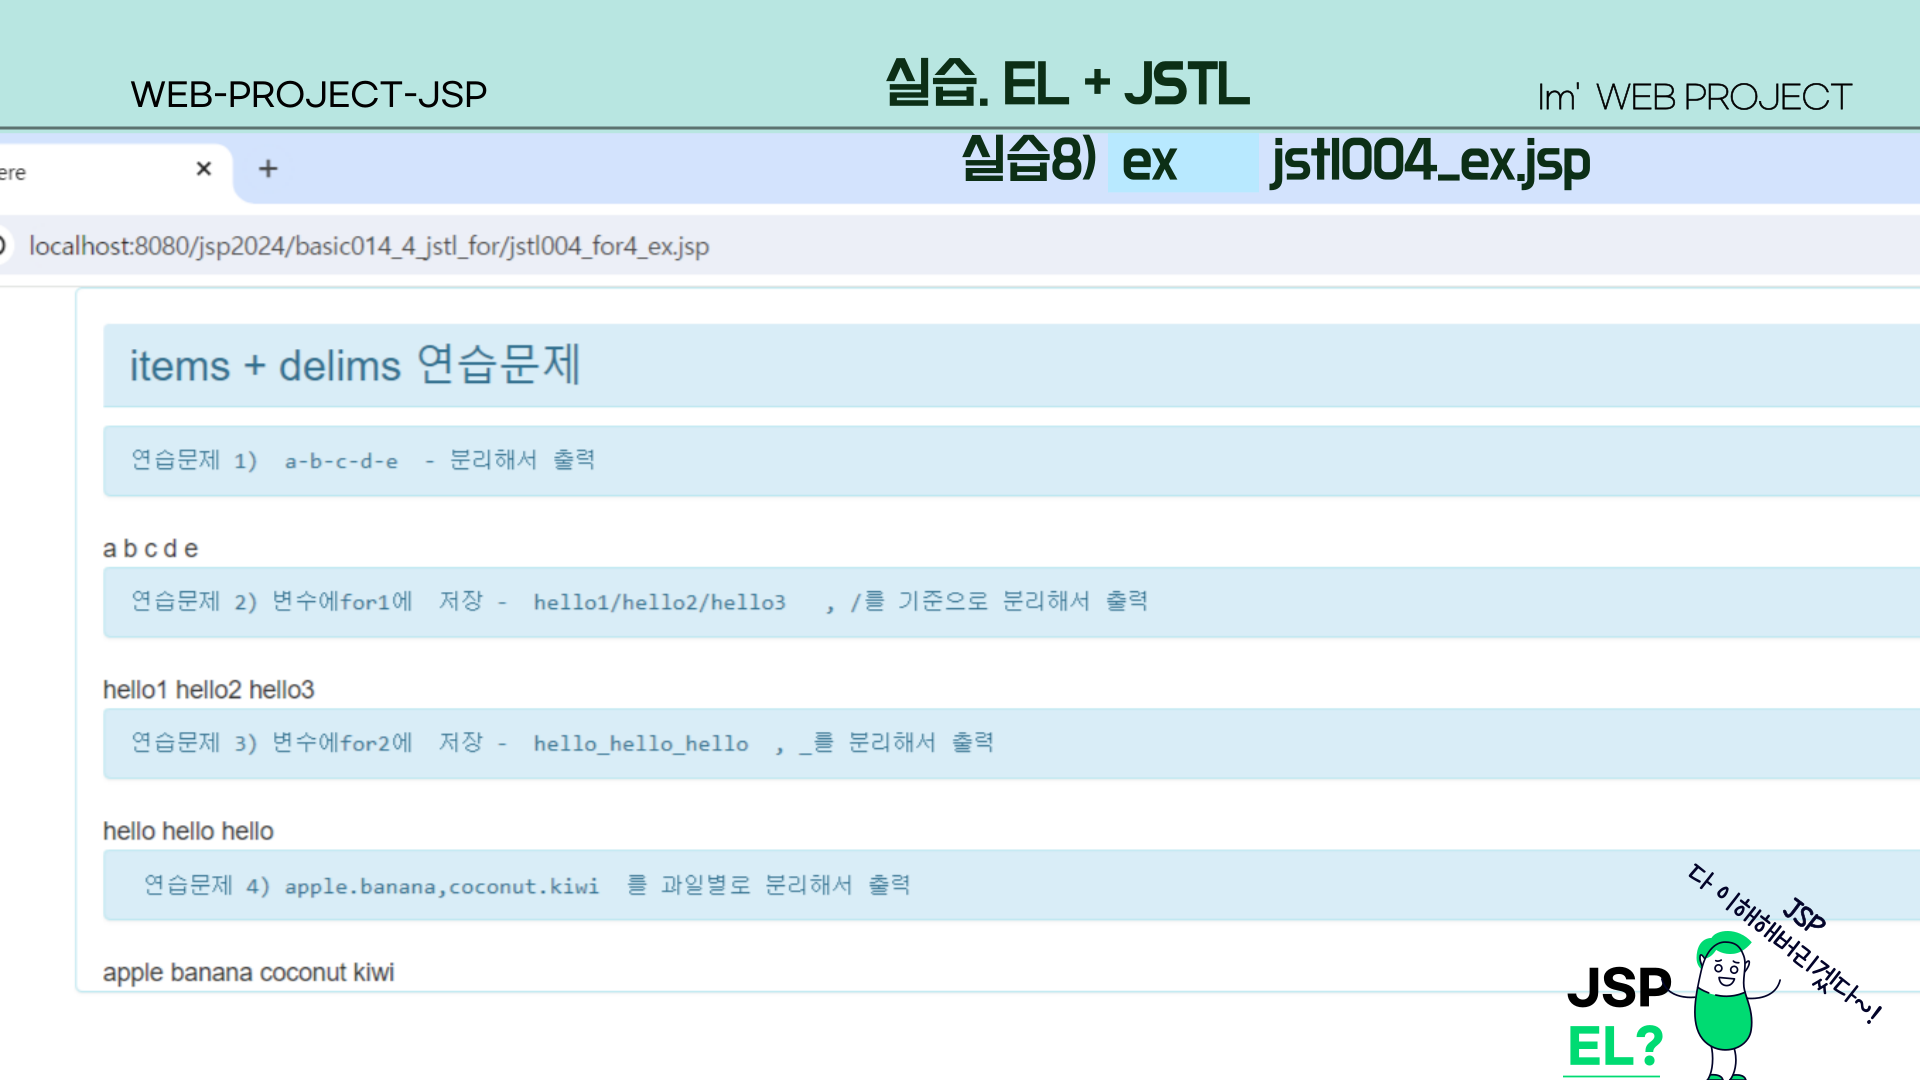 WEB-PROJECT-JSP
실습. EL + JSTL
Im' WEB PROJECT
실습8) ex jstl004_ex.jsp
ere
localhost:8080/jsp2024/basic014_4_jstl_for/jstl004_for4_ex.jsp
items + delims 연습문제
연습문제 1) a-b-c-d-e - 분리해서 출력
a b c d e
연습문제 2) 변수에for1에 저장 - hello1/hello2/hello3 , /를 기준으로 분리해서 출력
hello1 hello2 hello3
연습문제 3) 변수에for2에 저장 - hello_hello_hello , _를 분리해서 출력
hello hello hello
연습문제 4) apple.banana,coconut.kiwi 를 과일별로 분리해서 출력
apple banana coconut kiwi
JSP
다 이해해버리겠다~!
JSP
EL?